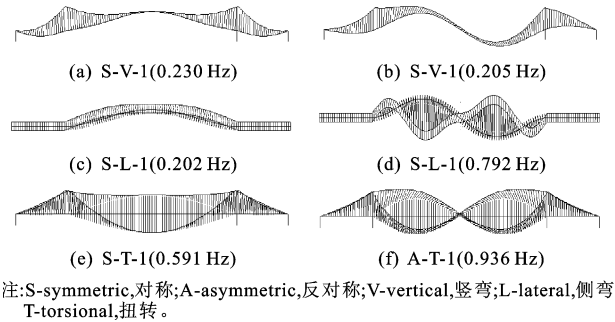 (a) S-V-1(0.230 Hz)
(b) S-V-1(0.205 Hz)
(c) S-L-1(0.202 Hz)
(d) S-L-1(0.792 Hz)
(e) S-T-1(0.591 Hz)
(f) A-T-1(0.936 Hz)
注:S-symmetric,对称;A-asymmetric,反对称;V-vertical,竖弯;L-lateral,侧弯
T-torsional,扭转。